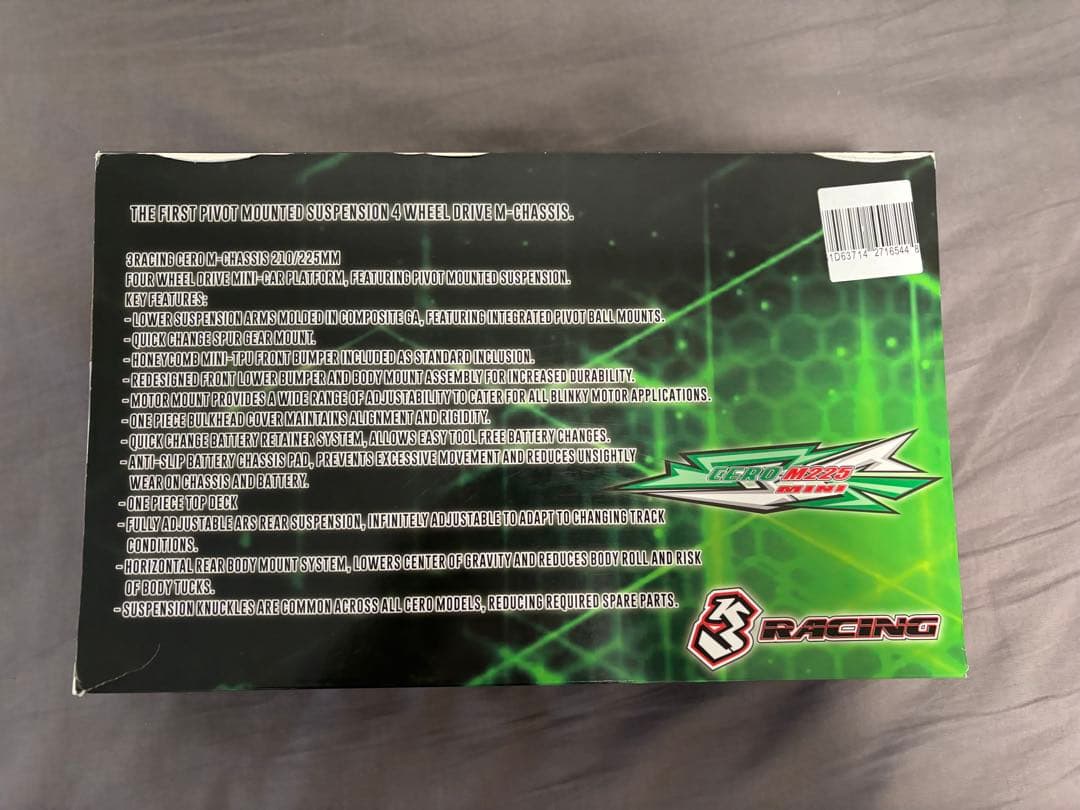 THE FIRST PIVOT MOUNTED SUSPENSION 4 WHEEL DRIVE M-CHASSIS.
1D63714 2716544 8
3RACING CERO M-CHASSIS 210/225MM
FOUR WHEEL DRIVE MINI-CAR PLATFORM, FEATURING PIVOT MOUNTED SUSPENSION.
KEY FEATURES:
- LOWER SUSPENSION ARMS MOLDED IN COMPOSITE GA, FEATURING INTEGRATED PIVOT BALL MOUNTS.
- QUICK CHANGE SPUR GEAR MOUNT.
- HONEYCOMB MINI-TPU FRONT BUMPER INCLUDED AS STANDARD INCLUSION.
- REDESIGNED FRONT LOWER BUMPER AND BODY MOUNT ASSEMBLY FOR INCREASED DURABILITY.
- MOTOR MOUNT PROVIDES A WIDE RANGE OF ADJUSTABILITY TO CATER FOR ALL BLINKY MOTOR APPLICATIONS.
- ONE PIECE BULKHEAD COVER MAINTAINS ALIGNMENT AND RIGIDITY.
- QUICK CHANGE BATTERY RETAINER SYSTEM, ALLOWS EASY TOOL FREE BATTERY CHANGES.
- ANTI-SLIP BATTERY CHASSIS PAD, PREVENTS EXCESSIVE MOVEMENT AND REDUCES UNSIGHTLY
WEAR ON CHASSIS AND BATTERY.
- ONE PIECE TOP DECK
- FULLY ADJUSTABLE ARS REAR SUSPENSION, INFINITELY ADJUSTABLE TO ADAPT TO CHANGING TRACK
CONDITIONS.
- HORIZONTAL REAR BODY MOUNT SYSTEM, LOWERS CENTER OF GRAVITY AND REDUCES BODY ROLL AND RISK
OF BODY TUCKS.
- SUSPENSION KNUCKLES ARE COMMON ACROSS ALL CERO MODELS, REDUCING REQUIRED SPARE PARTS.
CERO-M225
MINI
3 RACING